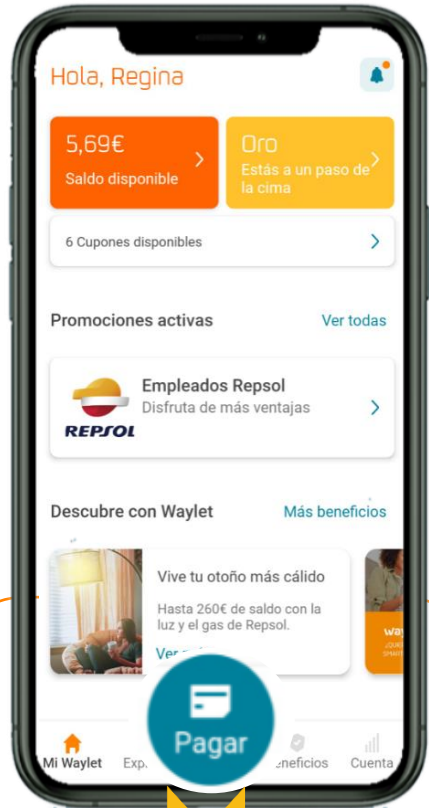 Hola, Regina
5,69€
Saldo disponible
Oro
Estás a un paso de
la cima
6 Cupones disponibles
Promociones activas
Ver todas
Empleados Repsol
Disfruta de más ventajas
REPSOL
Descubre con Waylet
Más beneficios
Vive tu otoño más cálido
Hasta 260€ de saldo con la
luz y el gas de Repsol.
Pagar
Mi Waylet
Cuenta